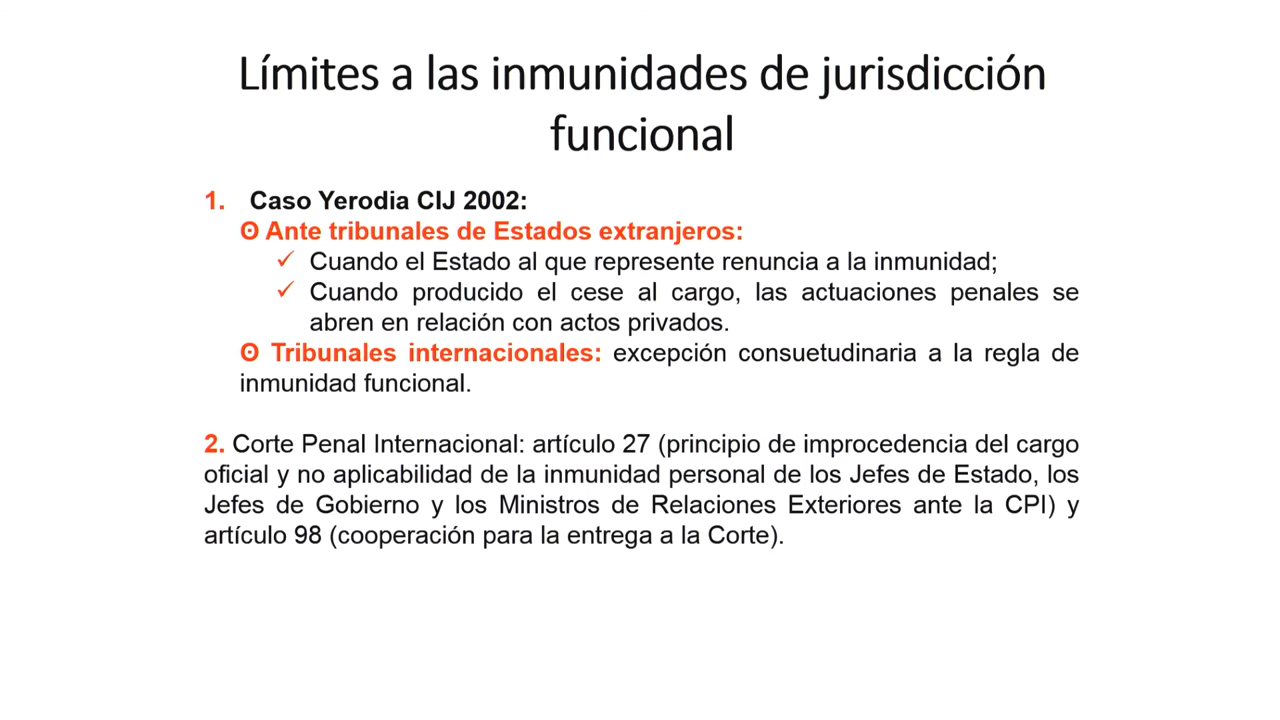 Límites a las inmunidades de jurisdicción
funcional
1. Caso Yerodia CIJ 2002:
ʘ Ante tribunales de Estados extranjeros:
✓ Cuando el Estado al que represente renuncia a la inmunidad;
✓ Cuando producido el cese al cargo, las actuaciones penales se
abren en relación con actos privados.
ʘ Tribunales internacionales: excepción consuetudinaria a la regla de
inmunidad funcional.
2. Corte Penal Internacional: artículo 27 (principio de improcedencia del cargo
oficial y no aplicabilidad de la inmunidad personal de los Jefes de Estado, los
Jefes de Gobierno y los Ministros de Relaciones Exteriores ante la CPI) y
artículo 98 (cooperación para la entrega a la Corte).